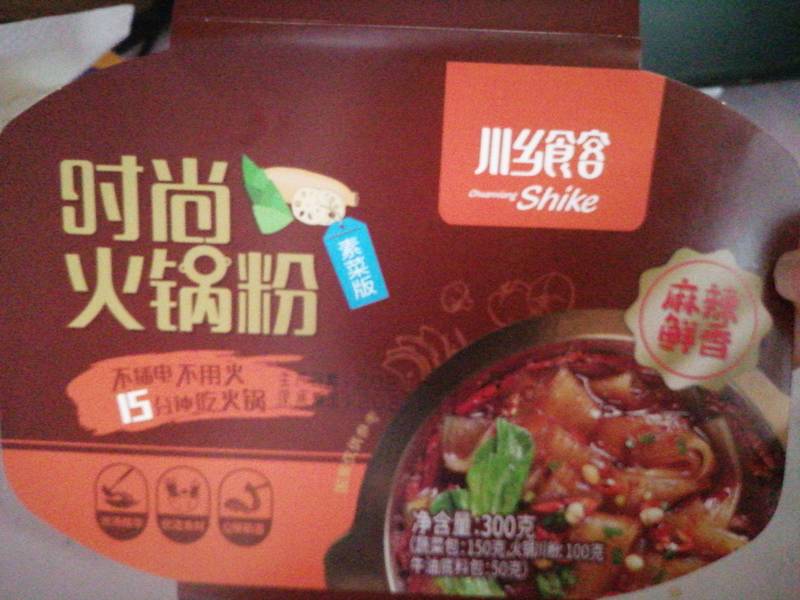 川乡食客
Chuanxiang Shike
时尚
火锅粉
素菜版
麻辣
鲜香
不插电 不用火
15分钟吃火锅
净含量:300克
(蔬菜包:150克,火锅川粉:100克
牛油底料包:50克)